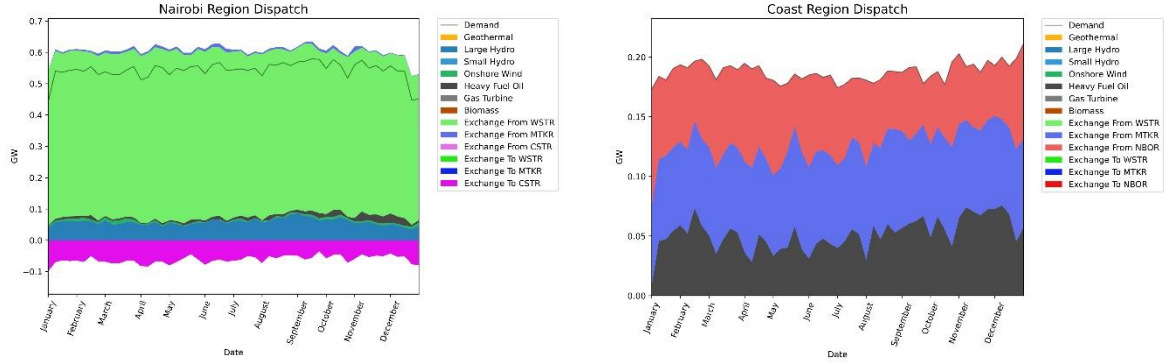 Nairobi Region Dispatch
0.7
0.6
0.5
0.4
0.3
0.2
0.1
0.0
−0.1
GW
January
February
March
April
May
June
July
August
September
October
November
December
Date
Demand
Geothermal
Large Hydro
Small Hydro
Onshore Wind
Heavy Fuel Oil
Gas Turbine
Biomass
Exchange From WSTR
Exchange From MTKR
Exchange From CSTR
Exchange To WSTR
Exchange To MTKR
Exchange To CSTR
Coast Region Dispatch
0.20
0.15
0.10
0.05
0.00
GW
January
February
March
April
May
June
July
August
September
October
November
December
Date
Demand
Geothermal
Large Hydro
Small Hydro
Onshore Wind
Heavy Fuel Oil
Gas Turbine
Biomass
Exchange From WSTR
Exchange From MTKR
Exchange From NBOR
Exchange To WSTR
Exchange To MTKR
Exchange To NBOR